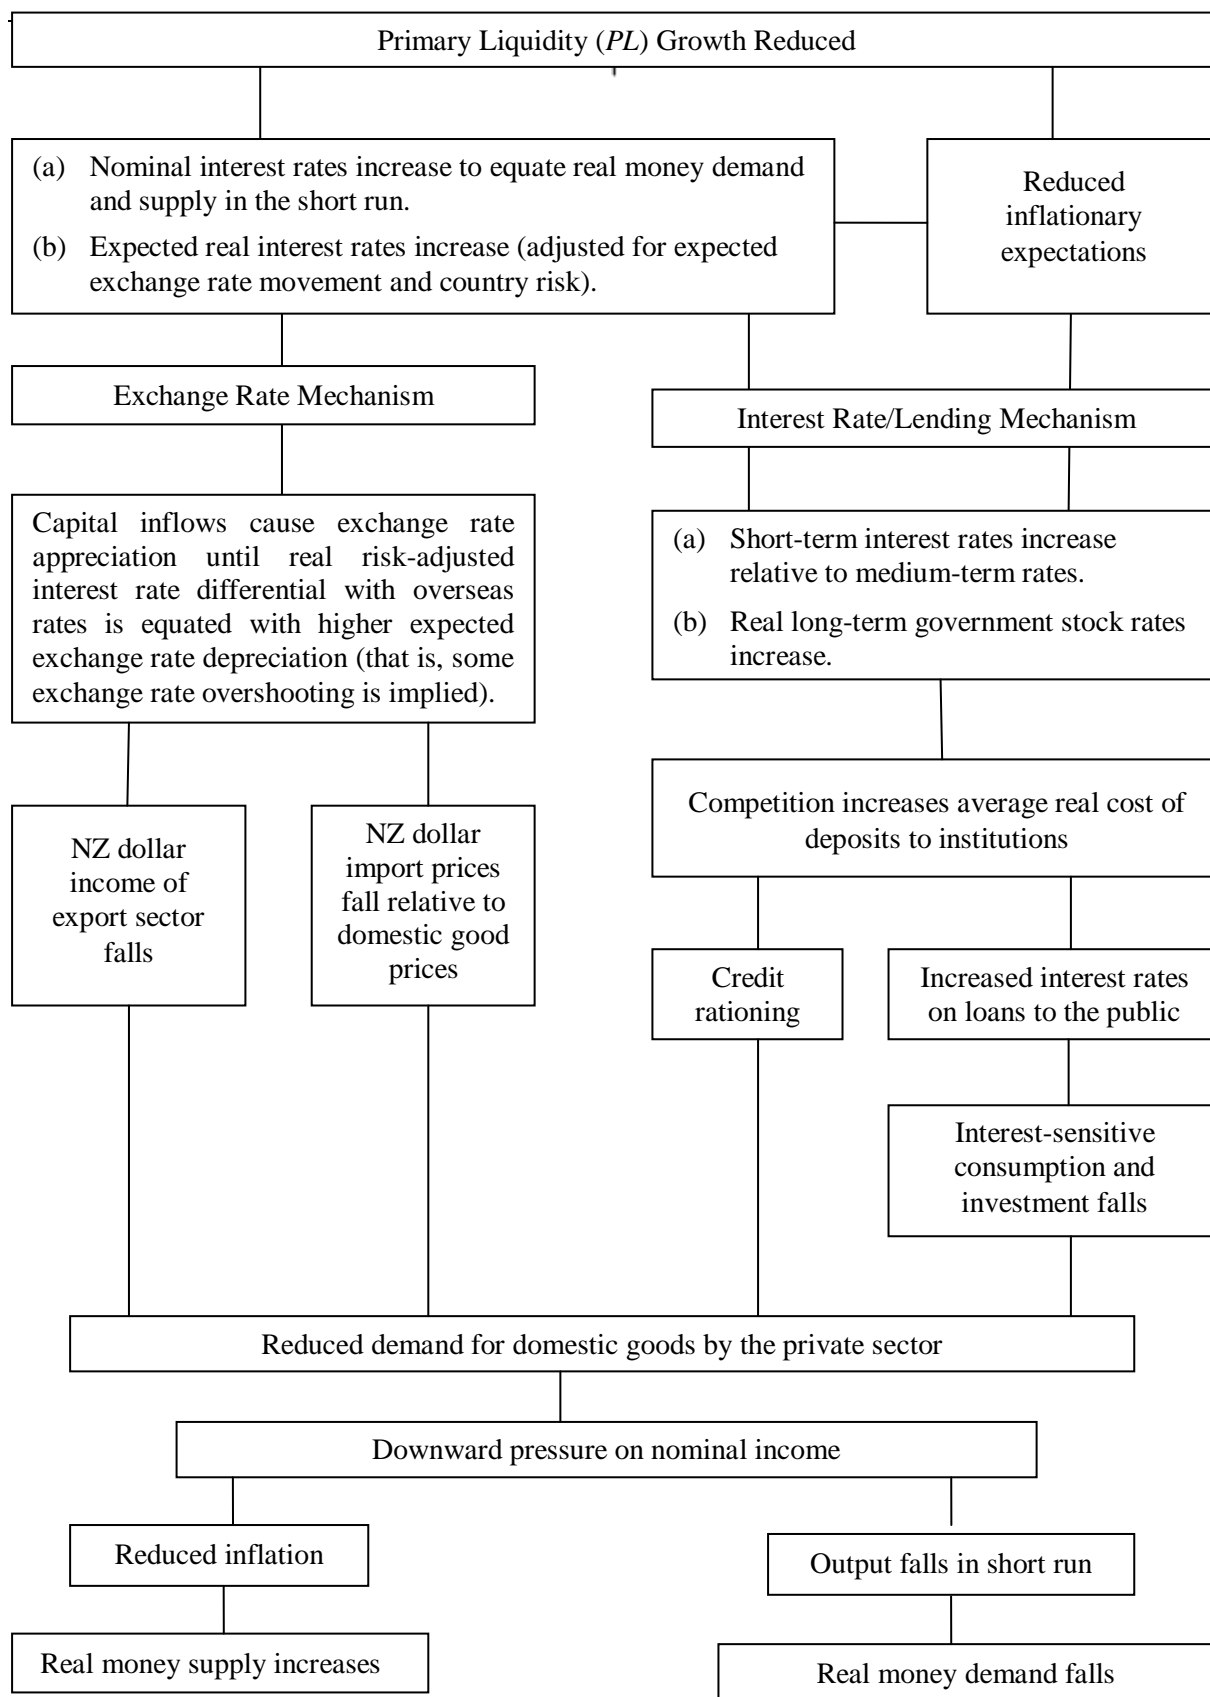 Primary Liquidity (PL) Growth Reduced
(a) Nominal interest rates increase to equate real money demand
and supply in the short run.
(b) Expected real interest rates increase (adjusted for expected
exchange rate movement and country risk).
Reduced
inflationary
expectations
Exchange Rate Mechanism
Interest Rate/Lending Mechanism
Capital inflows cause exchange rate
appreciation until real risk-adjusted
interest rate differential with overseas
rates is equated with higher expected
exchange rate depreciation (that is, some
exchange rate overshooting is implied).
(a) Short-term interest rates increase
relative to medium-term rates.
(b) Real long-term government stock rates
increase.
Competition increases average real cost of
deposits to institutions
NZ dollar
income of
export sector
falls
NZ dollar
import prices
fall relative to
domestic good
prices
Credit
rationing
Increased interest rates
on loans to the public
Interest-sensitive
consumption and
investment falls
Reduced demand for domestic goods by the private sector
Downward pressure on nominal income
Reduced inflation
Output falls in short run
Real money supply increases
Real money demand falls